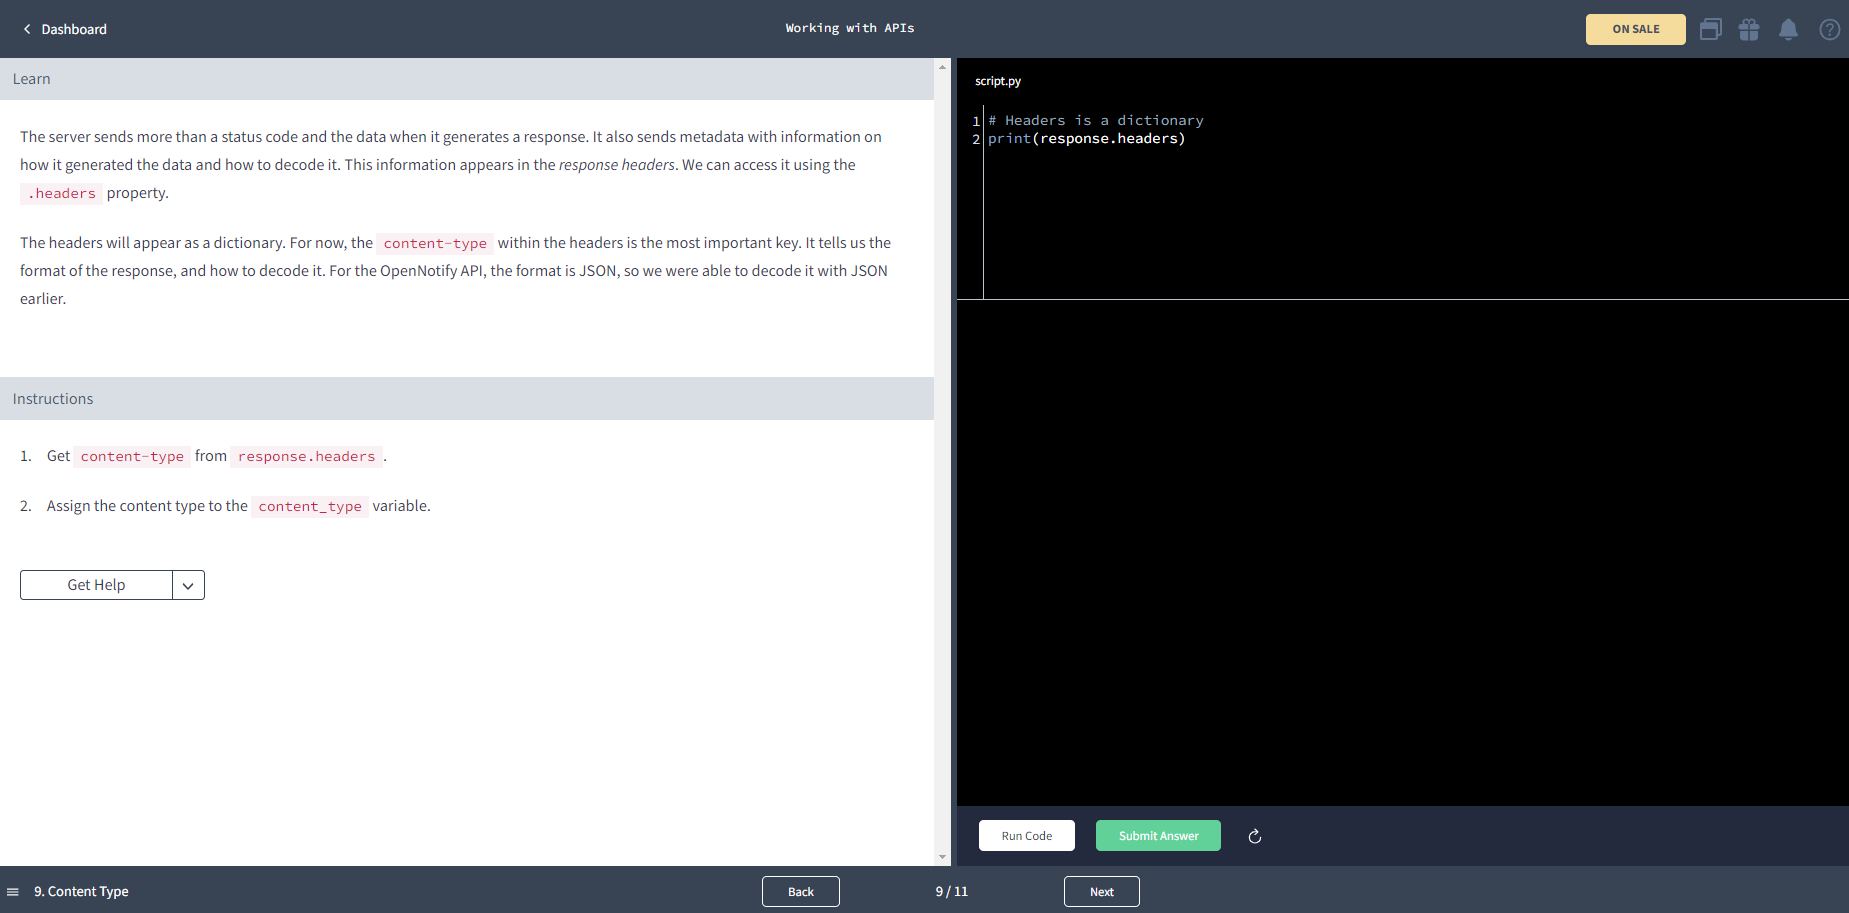 Dashboard
Working with APIs
ON SALE
Learn
The server sends more than a status code and the data when it generates a response. It also sends metadata with information on
how it generated the data and how to decode it. This information appears in the response headers. We can access it using the
.headers property.
The headers will appear as a dictionary. For now, the content-type within the headers is the most important key. It tells us the
format of the response, and how to decode it. For the OpenNotify API, the format is JSON, so we were able to decode it with JSON
earlier.
Instructions
1. Get content-type from response.headers.
2. Assign the content type to the content_type variable.
Get Help
script.py
1 # Headers is a dictionary
2 print(response.headers)
Run Code
Submit Answer
9. Content Type
Back
9 / 11
Next